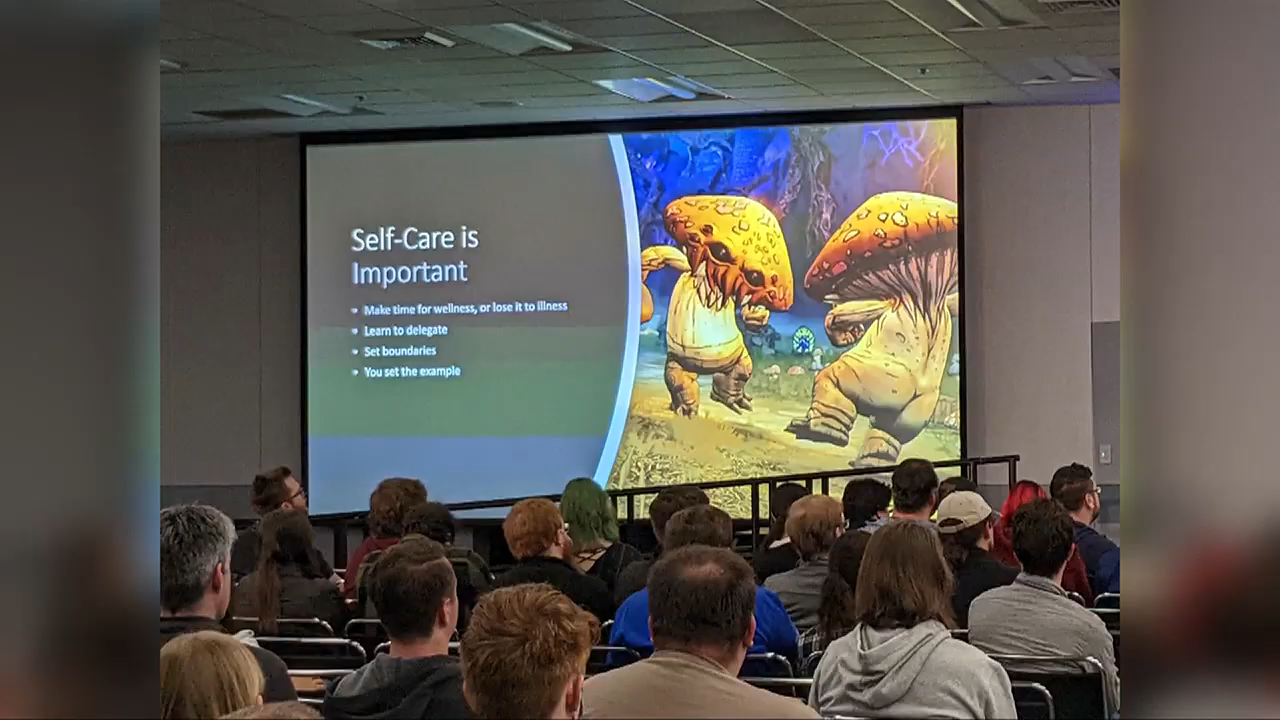 Self-Care is
Important
Make time for wellness, or lose it to illness
Learn to delegate
Set boundaries
You set the example